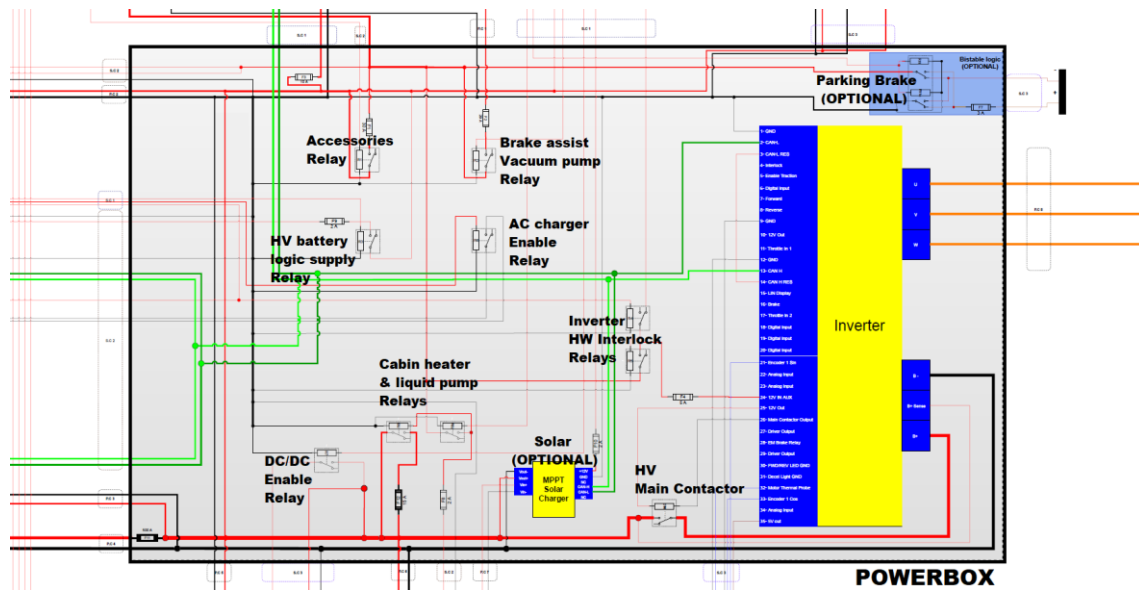 Bistable logic
(OPTIONAL)
Parking Brake
(OPTIONAL)
Accessories
Relay
Brake assist
Vacuum pump
Relay
HV battery
logic supply
Relay
AC charger
Enable
Relay
Inverter
HW Interlock
Relays
Cabin heater
& liquid pump
Relays
DC/DC
Enable
Relay
Solar
(OPTIONAL)
MPPT
Solar
Charger
HV
Main Contactor
1- GND
2- CAN-L
3- CAN-L RES
4- Interlock
5- Enable Traction
6- Digital Input
7- Forward
8- Reverse
9- GND
10- 12V Out
11- Throttle in 1
12- GND
13- CAN H
14- CAN H RES
15- LIN Display
16- Brake
17- Throttle in 2
18- Digital Input
19- Digital Input
20- Digital Input
21- Encoder 1 Sin
22- Analog Input
23- Analog Input
24- 12V IN AUX
25- 12V Out
26- Main Contactor Output
27- Driver Output
28- EM Brake Relay
29- Driver Output
30- FWD/REV LED GND
31- Diccel Light GND
32- Motor Thermal Probe
33- Encoder 1 Cos
34- Analog Input
35- 5V out
Inverter
U
V
W
B-
B+ Sense
B+
POWERBOX